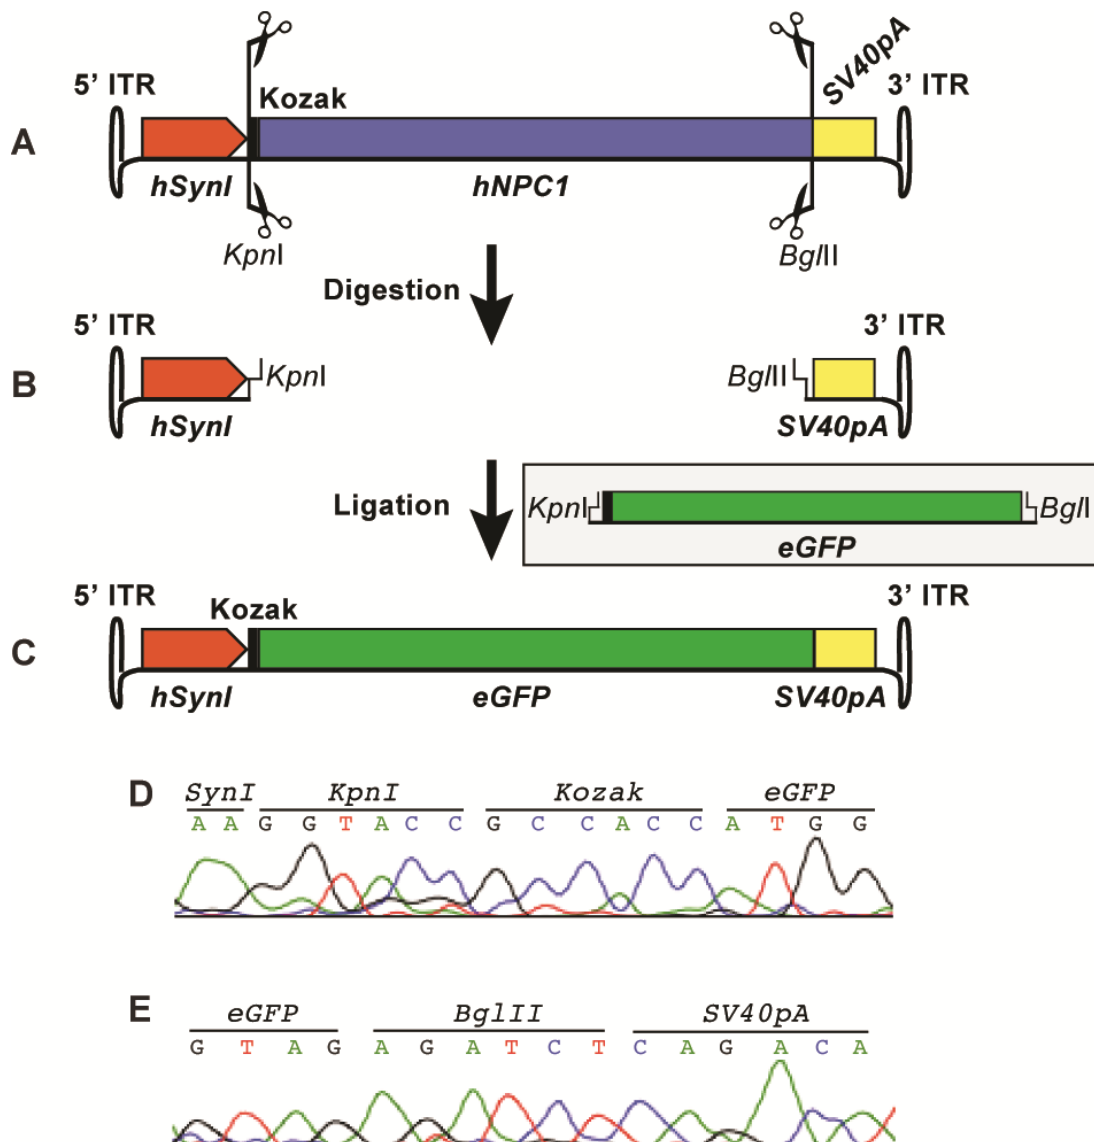 5' ITR
SV40pA
3' ITR
Kozak
A
hSynI
hNPC1
KpnI
BglII
Digestion
5' ITR
3' ITR
B
KpnI
BglII
hSynI
SV40pA
Ligation
KpnI
BglI
eGFP
5' ITR
Kozak
3' ITR
C
hSynI
eGFP
SV40pA
D
SynI KpnI Kozak eGFP
A A G G T A C C G C C A C C A T G G
E
eGFP BglII SV40pA
G T A G A G A T C T C A G A C A